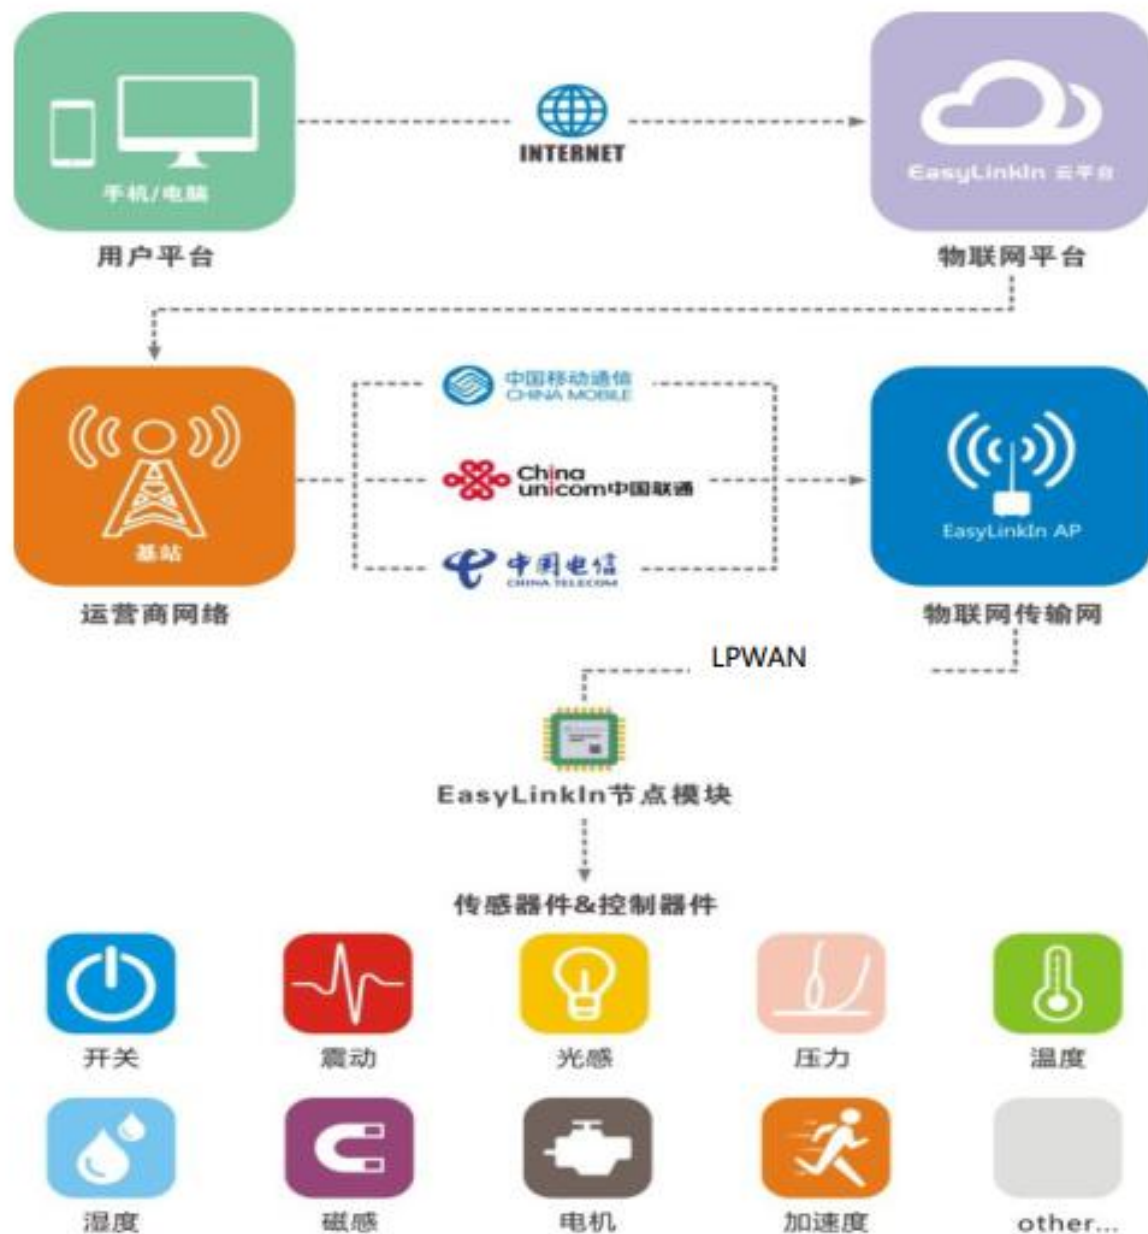 手机/电脑
INTERNET
EasyLinkIn 云平台
用户平台
物联网平台
中国移动通信
CHINA MOBILE
China
unicom中国联通
中国电信
CHINA TELECOM
基站
EasyLinkIn AP
运营商网络
物联网传输网
LPWAN
EasyLinkIn节点模块
传感器件&控制器件
开关
震动
光感
压力
温度
湿度
磁感
电机
加速度
other...